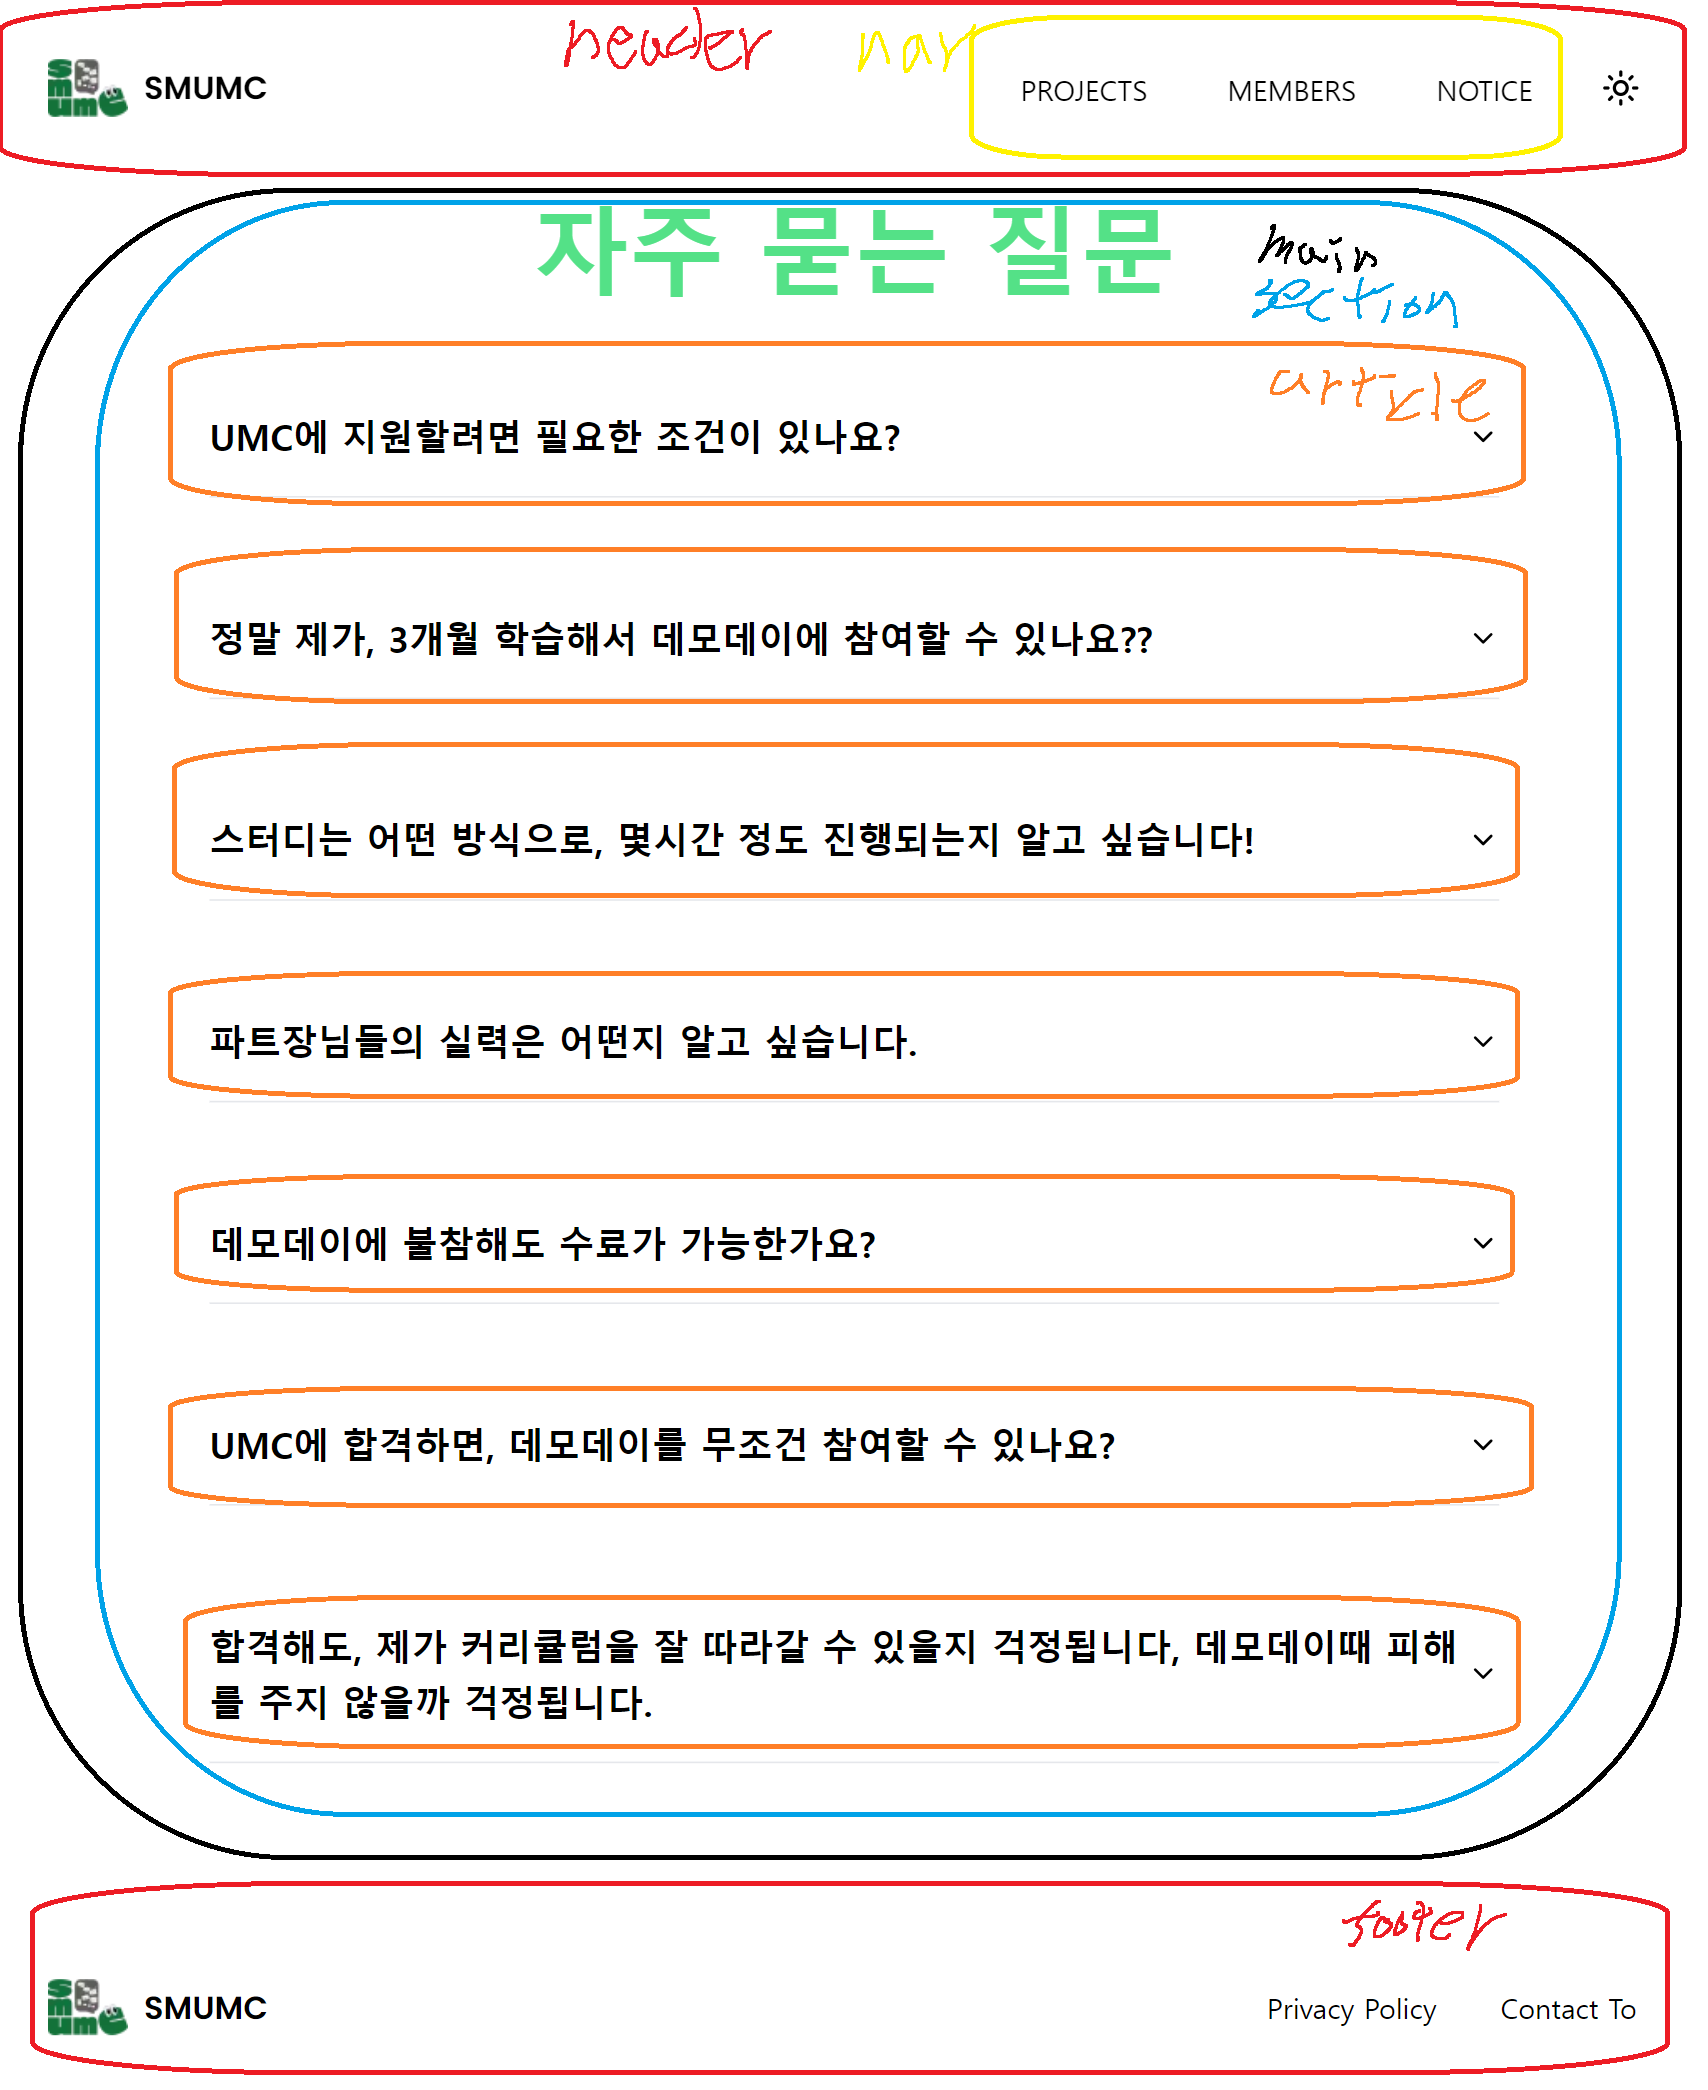 header
nav
SMUMC
PROJECTS MEMBERS NOTICE
자주 묻는 질문
main
section
article
UMC에 지원할려면 필요한 조건이 있나요?
정말 제가, 3개월 학습해서 데모데이에 참여할 수 있나요??
스터디는 어떤 방식으로, 몇시간 정도 진행되는지 알고 싶습니다!
파트장님들의 실력은 어떤지 알고 싶습니다.
데모데이에 불참해도 수료가 가능한가요?
UMC에 합격하면, 데모데이를 무조건 참여할 수 있나요?
합격해도, 제가 커리큘럼을 잘 따라갈 수 있을지 걱정됩니다, 데모데이때 피해
를 주지 않을까 걱정됩니다.
footer
SMUMC
Privacy Policy Contact To